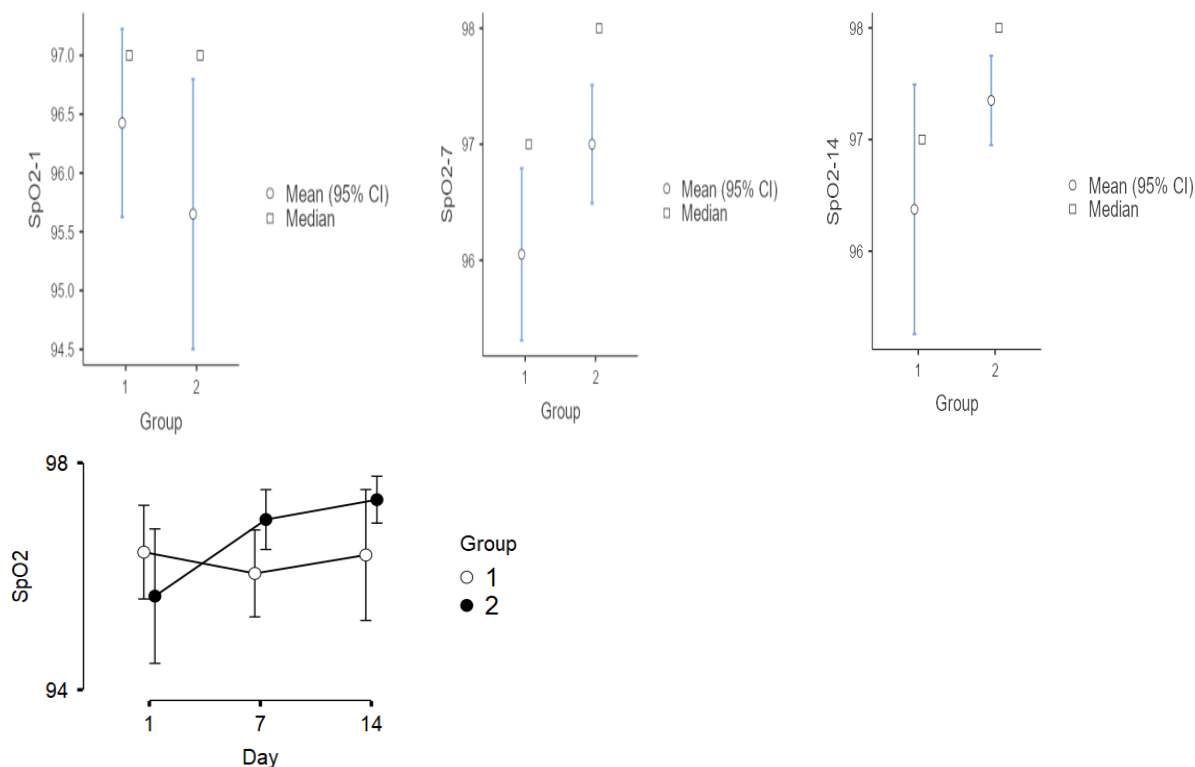 SpO2-1
97.0
96.5
96.0
95.5
95.0
94.5
1
2
Group
Mean (95% CI)
Median
SpO2-7
98
97
96
1
2
Group
Mean (95% CI)
Median
SpO2-14
98
97
96
1
2
Group
Mean (95% CI)
Median
SpO2
98
94
1
7
14
Day
Group
1
2